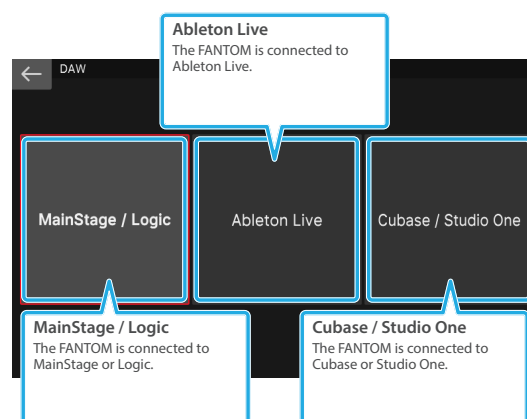 Ableton Live
The FANTOM is connected to
Ableton Live.
DAW
MainStage / Logic
Ableton Live
Cubase / Studio One
MainStage / Logic
The FANTOM is connected to
MainStage or Logic.
Cubase / Studio One
The FANTOM is connected to
Cubase or Studio One.